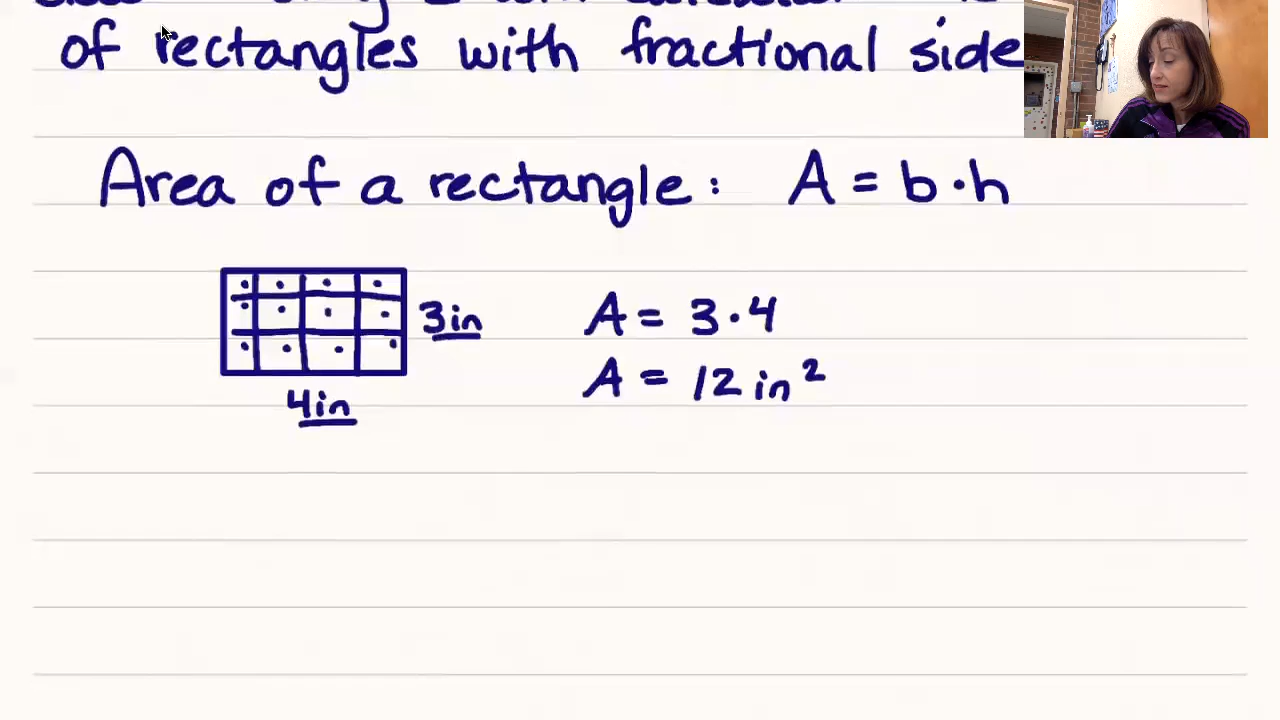 of rectangles with fractional side
Area of a rectangle: A = b·h
3in
4in
A = 3·4
A = 12 in²